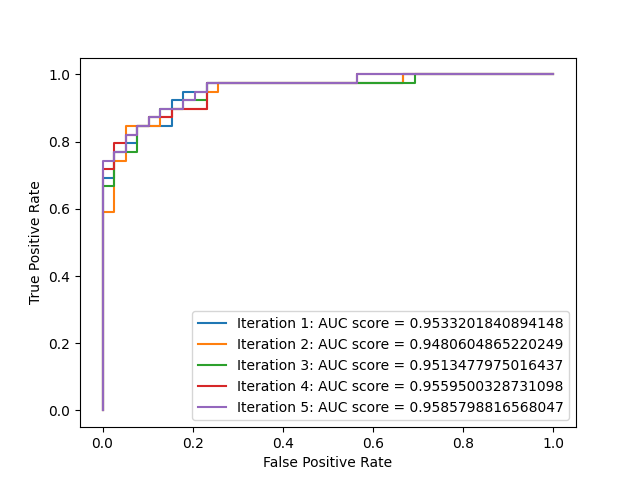 1.0
0.8
0.6
0.4
0.2
0.0
True Positive Rate
Iteration 1: AUC score = 0.9533201840894148
Iteration 2: AUC score = 0.9480604865220249
Iteration 3: AUC score = 0.9513477975016437
Iteration 4: AUC score = 0.9559500328731098
Iteration 5: AUC score = 0.9585798816568047
0.0 0.2 0.4 0.6 0.8 1.0
False Positive Rate